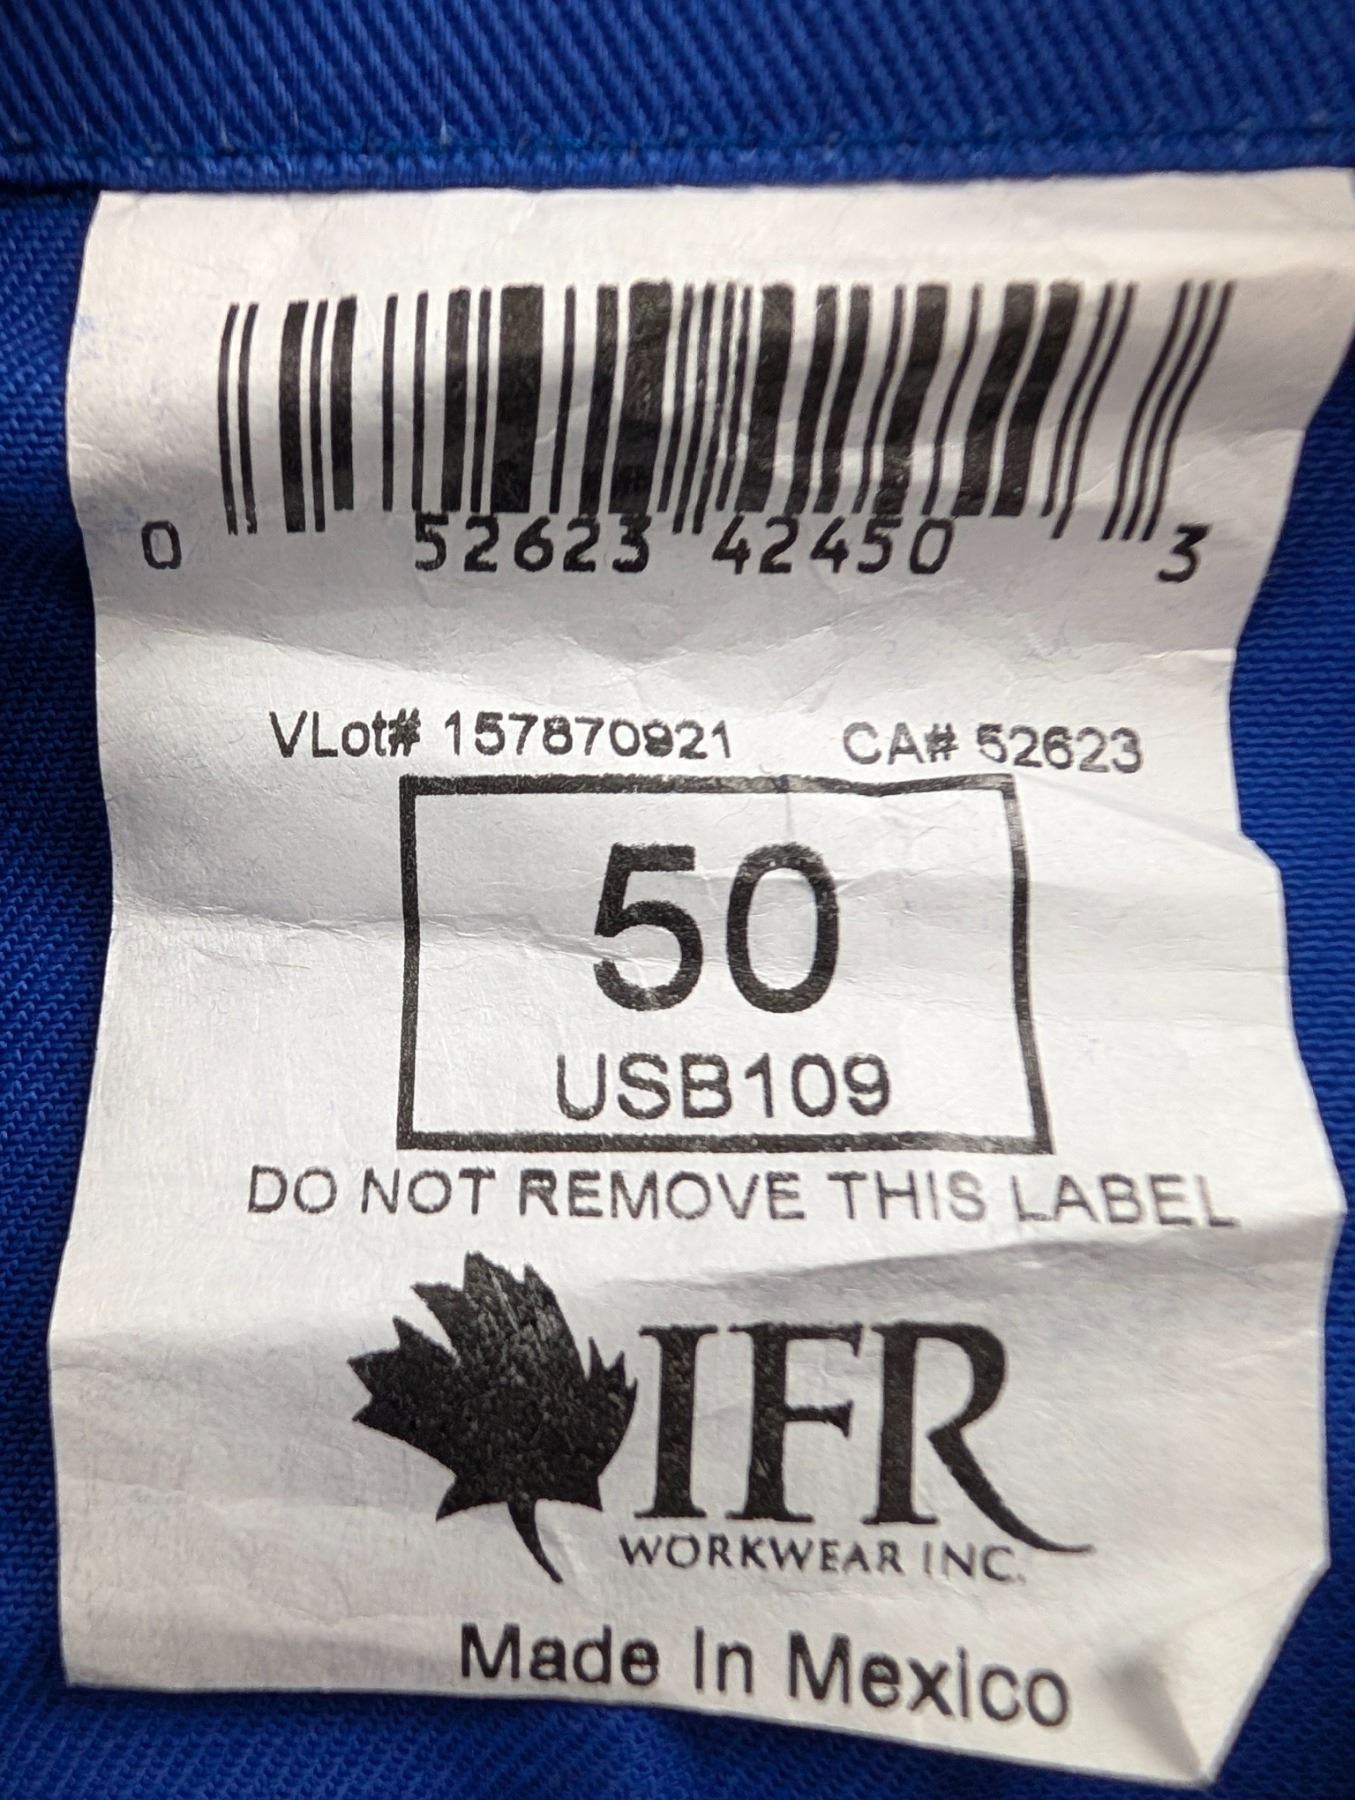 0 52623 42450 3
VLot# 157870921 CA# 52623
50
USB109
DO NOT REMOVE THIS LABEL
IFR
WORKWEAR INC.
Made In Mexico